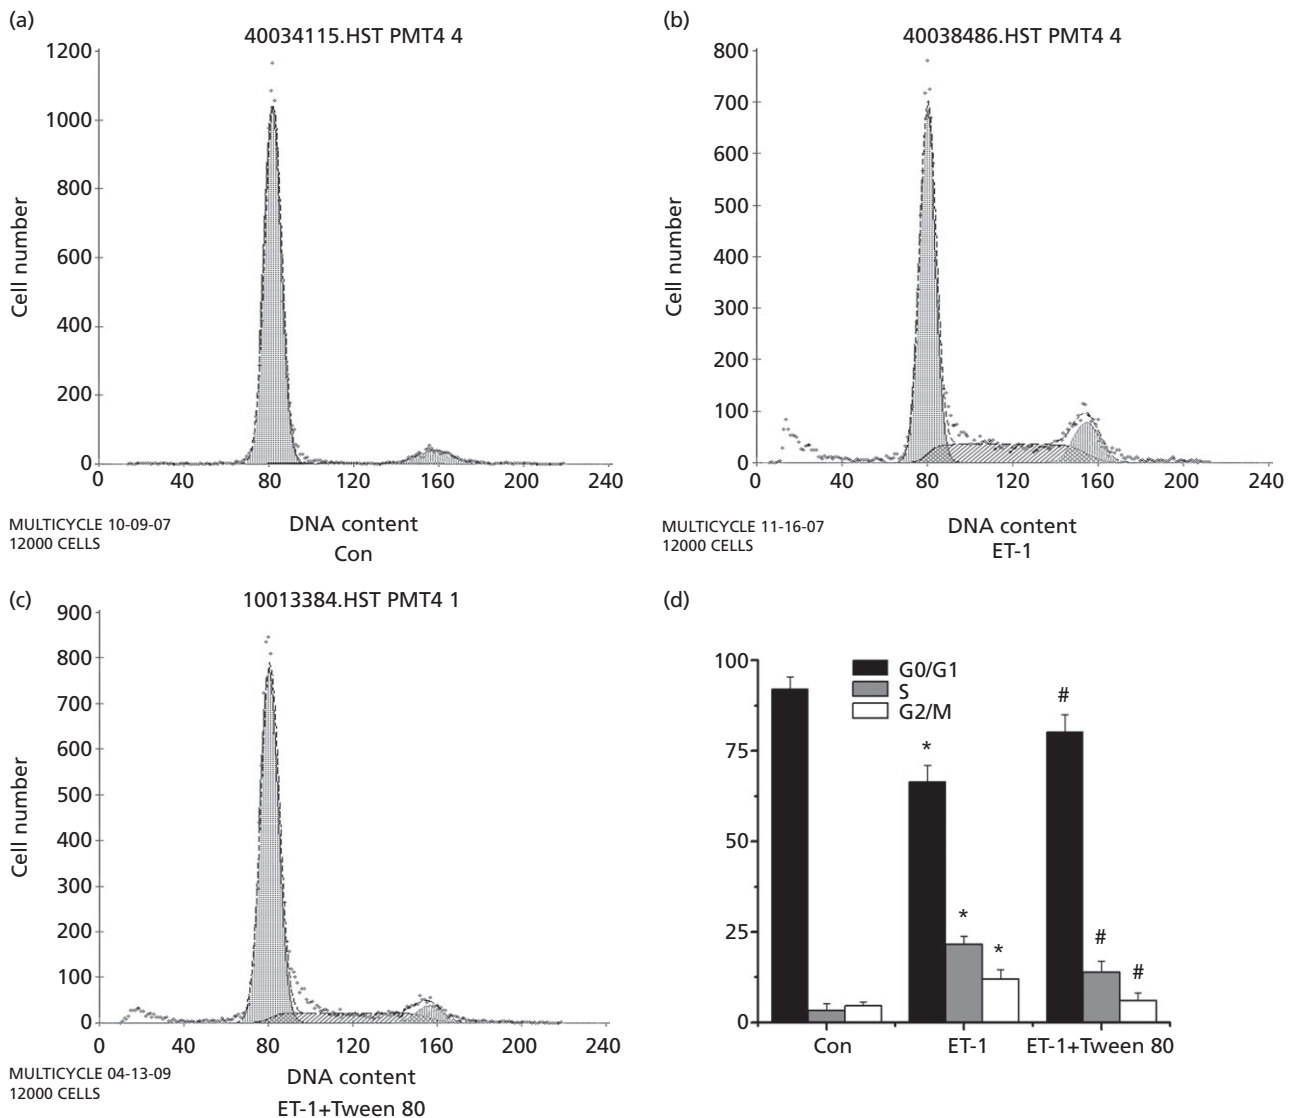 (a)
40034115.HST PMT4 4
1200
1000
800
600
400
200
0
Cell number
0 40 80 120 160 200 240
MULTICYCLE 10-09-07
12000 CELLS
DNA content
Con
(b)
40038486.HST PMT4 4
800
700
600
500
400
300
200
100
0
Cell number
0 40 80 120 160 200 240
MULTICYCLE 11-16-07
12000 CELLS
DNA content
ET-1
(c)
10013384.HST PMT4 1
900
800
700
600
500
400
300
200
100
0
Cell number
0 40 80 120 160 200 240
MULTICYCLE 04-13-09
12000 CELLS
DNA content
ET-1+Tween 80
(d)
100
75
50
25
0
G0/G1
S
G2/M
*
*
*
#
#
#
Con ET-1 ET-1+Tween 80